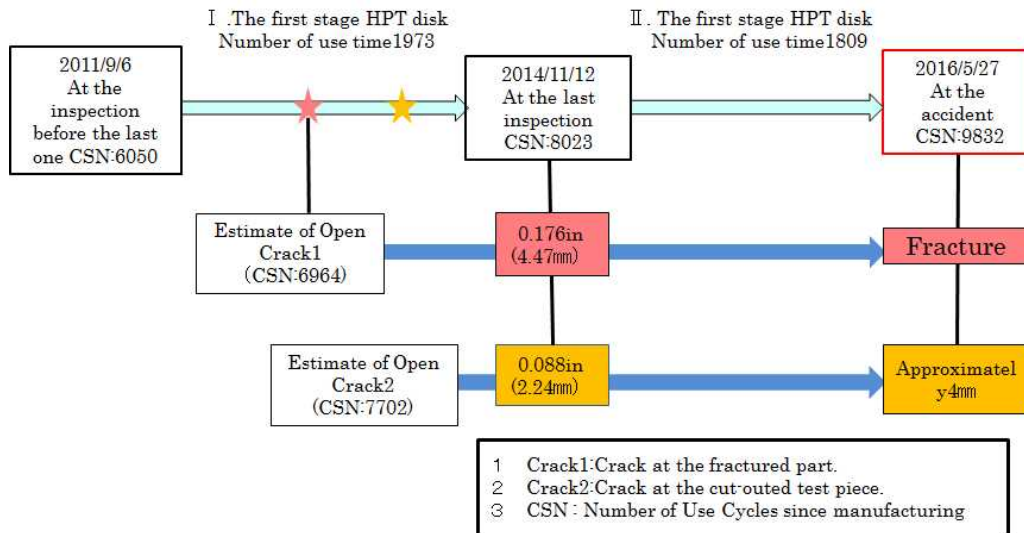 Ⅰ.The first stage HPT disk
Number of use time1973
Ⅱ. The first stage HPT disk
Number of use time1809
2011/9/6
At the
inspection
before the last
one CSN:6050
2014/11/12
At the last
inspection
CSN:8023
2016/5/27
At the
accident
CSN:9832
Estimate of Open
Crack1
(CSN:6964)
0.176in
(4.47㎜)
Fracture
Estimate of Open
Crack2
(CSN:7702)
0.088in
(2.24㎜)
Approximatel
y4㎜
1 Crack1:Crack at the fractured part.
2 Crack2:Crack at the cut-outed test piece.
3 CSN : Number of Use Cycles since manufacturing